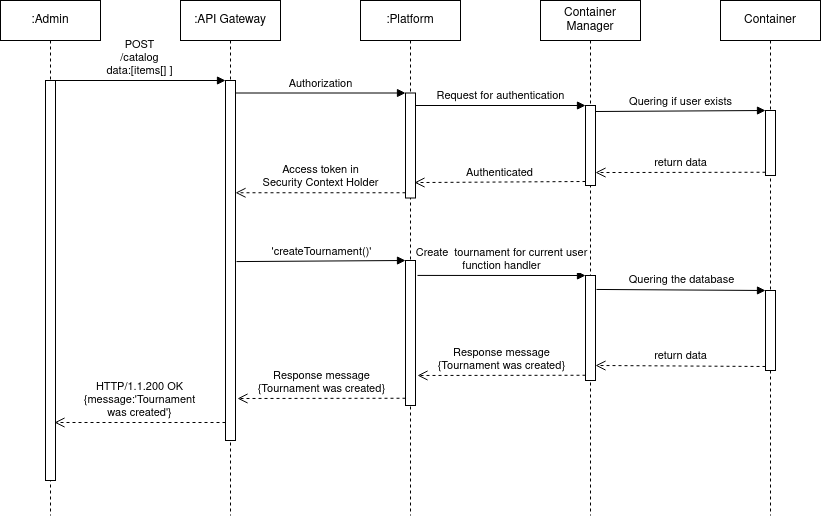 :Admin
:API Gateway
:Platform
Container
Manager
Container
POST
/catalog
data:[items[] ]
Authorization
Request for authentication
Quering if user exists
return data
Authenticated
Access token in
Security Context Holder
'createTournament()'
Create  tournament for current user
function handler
Quering the database
return data
Response message
{Tournament was created}
Response message
{Tournament was created}
HTTP/1.1.200 OK
{message:'Tournament
was created'}